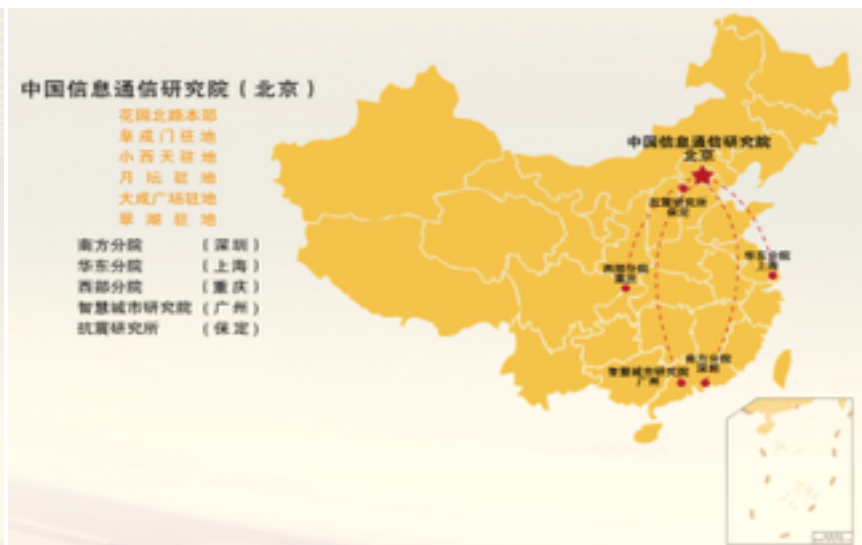 中国信息通信研究院（北京）
花园北路本部
阜成门驻地
小西天驻地
月坛驻地
大成广场驻地
翠湖驻地
南方分院（深圳）
华东分院（上海）
西部分院（重庆）
智慧城市研究院（广州）
抗震研究所（保定）
中国信息通信研究院
北京
抗震研究所
保定
华东分院
上海
西部分院
重庆
南方分院
深圳
智慧城市研究院
广州